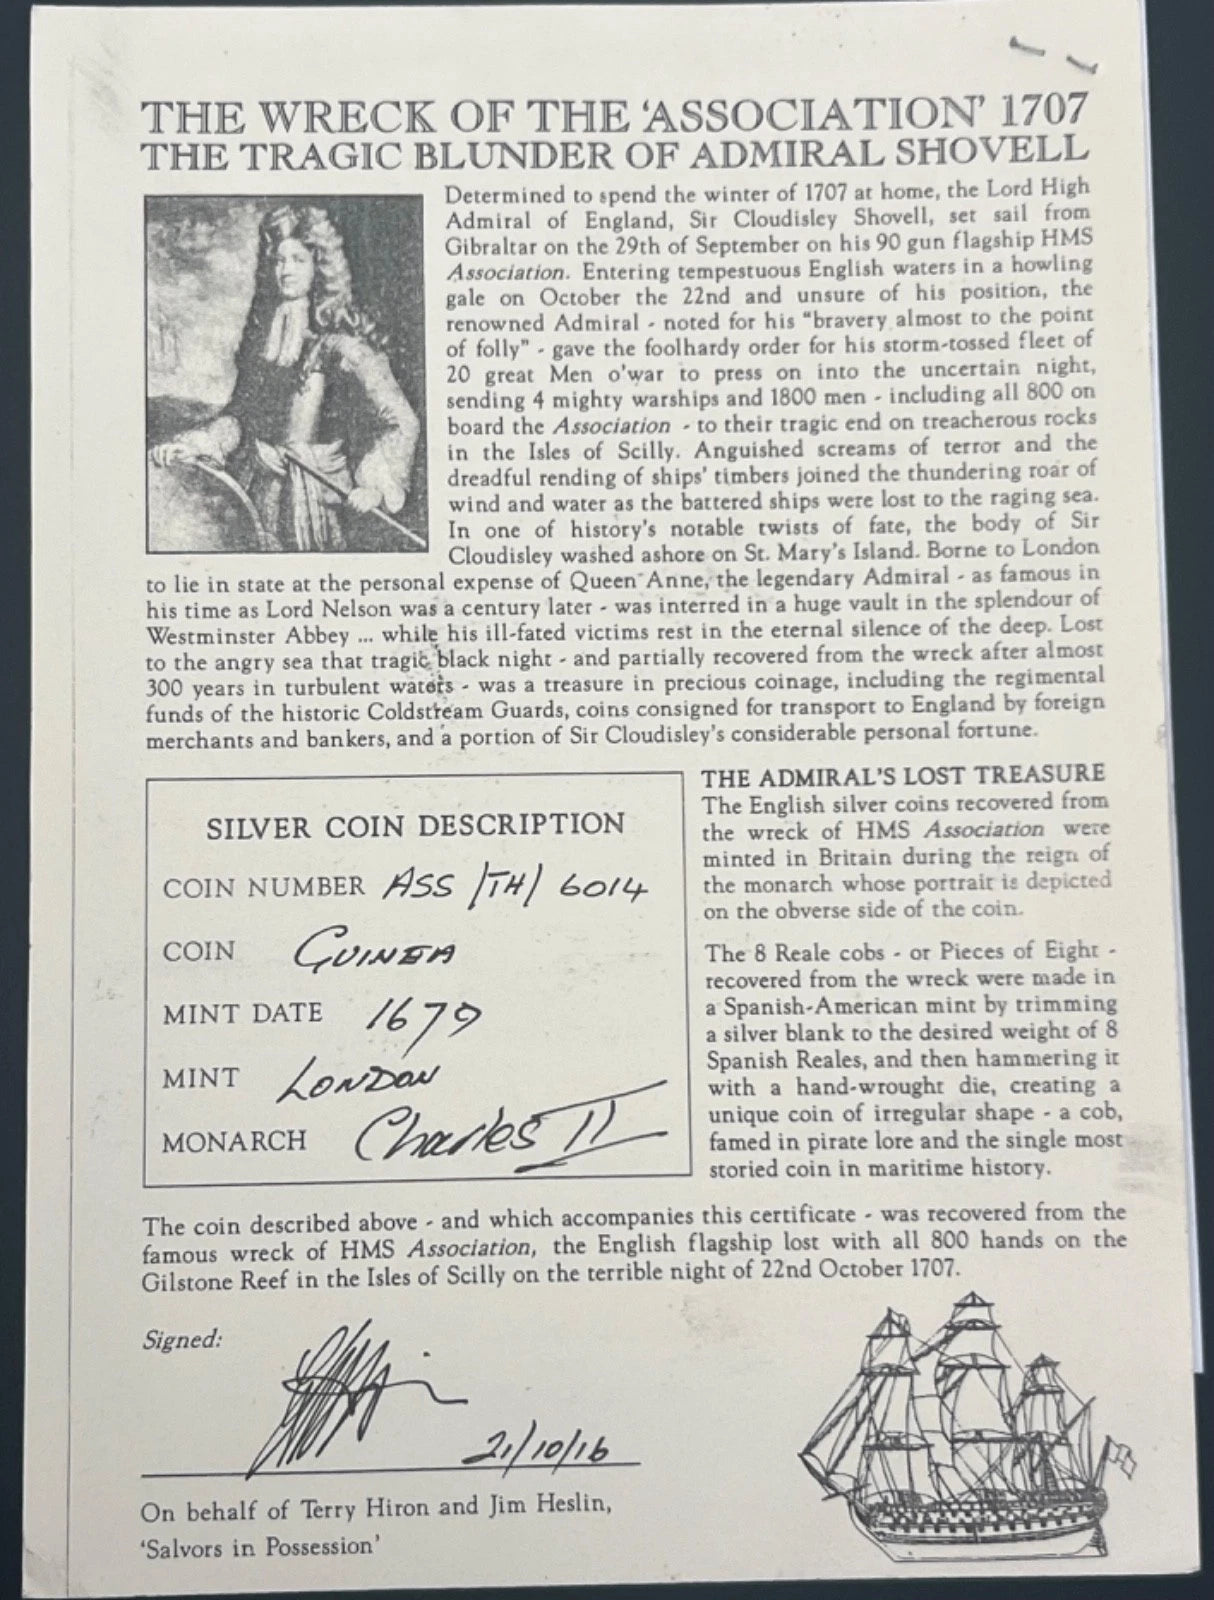 THE WRECK OF THE 'ASSOCIATION' 1707
THE TRAGIC BLUNDER OF ADMIRAL SHOVELL
Determined to spend the winter of 1707 at home, the Lord High
Admiral of England, Sir Cloudisley Shovell, set sail from
Gibraltar on the 29th of September on his 90 gun flagship HMS
Association. Entering tempestuous English waters in a howling
gale on October the 22nd and unsure of his position, the
renowned Admiral - noted for his "bravery almost to the point
of folly" - gave the foolhardy order for his storm-tossed fleet of
20 great Men o'war to press on into the uncertain night,
sending 4 mighty warships and 1800 men - including all 800 on
board the Association - to their tragic end on treacherous rocks
in the Isles of Scilly. Anguished screams of terror and the
dreadful rending of ships' timbers joined the thundering roar of
wind and water as the battered ships were lost to the raging sea.
In one of history's notable twists of fate, the body of Sir
Cloudisley washed ashore on St. Mary's Island. Borne to London
to lie in state at the personal expense of Queen Anne, the legendary Admiral - as famous in
his time as Lord Nelson was a century later - was interred in a huge vault in the splendour of
Westminster Abbey ... while his ill-fated victims rest in the eternal silence of the deep. Lost
to the angry sea that tragic black night - and partially recovered from the wreck after almost
300 years in turbulent waters - was a treasure in precious coinage, including the regimental
funds of the historic Coldstream Guards, coins consigned for transport to England by foreign
merchants and bankers, and a portion of Sir Cloudisley's considerable personal fortune.
SILVER COIN DESCRIPTION
COIN NUMBER ASS/TH/6014
COIN GUINEA
MINT DATE 1679
MINT LONDON
MONARCH Charles II
THE ADMIRAL'S LOST TREASURE
The English silver coins recovered from
the wreck of HMS Association were
minted in Britain during the reign of
the monarch whose portrait is depicted
on the obverse side of the coin.
The 8 Reale cobs - or Pieces of Eight -
recovered from the wreck were made in
a Spanish-American mint by trimming
a silver blank to the desired weight of 8
Spanish Reales, and then hammering it
with a hand-wrought die, creating a
unique coin of irregular shape - a cob,
famed in pirate lore and the single most
storied coin in maritime history.
The coin described above - and which accompanies this certificate - was recovered from the
famous wreck of HMS Association, the English flagship lost with all 800 hands on the
Gilstone Reef in the Isles of Scilly on the terrible night of 22nd October 1707.
Signed:
21/10/16
On behalf of Terry Hiron and Jim Heslin,
'Salvors in Possession'